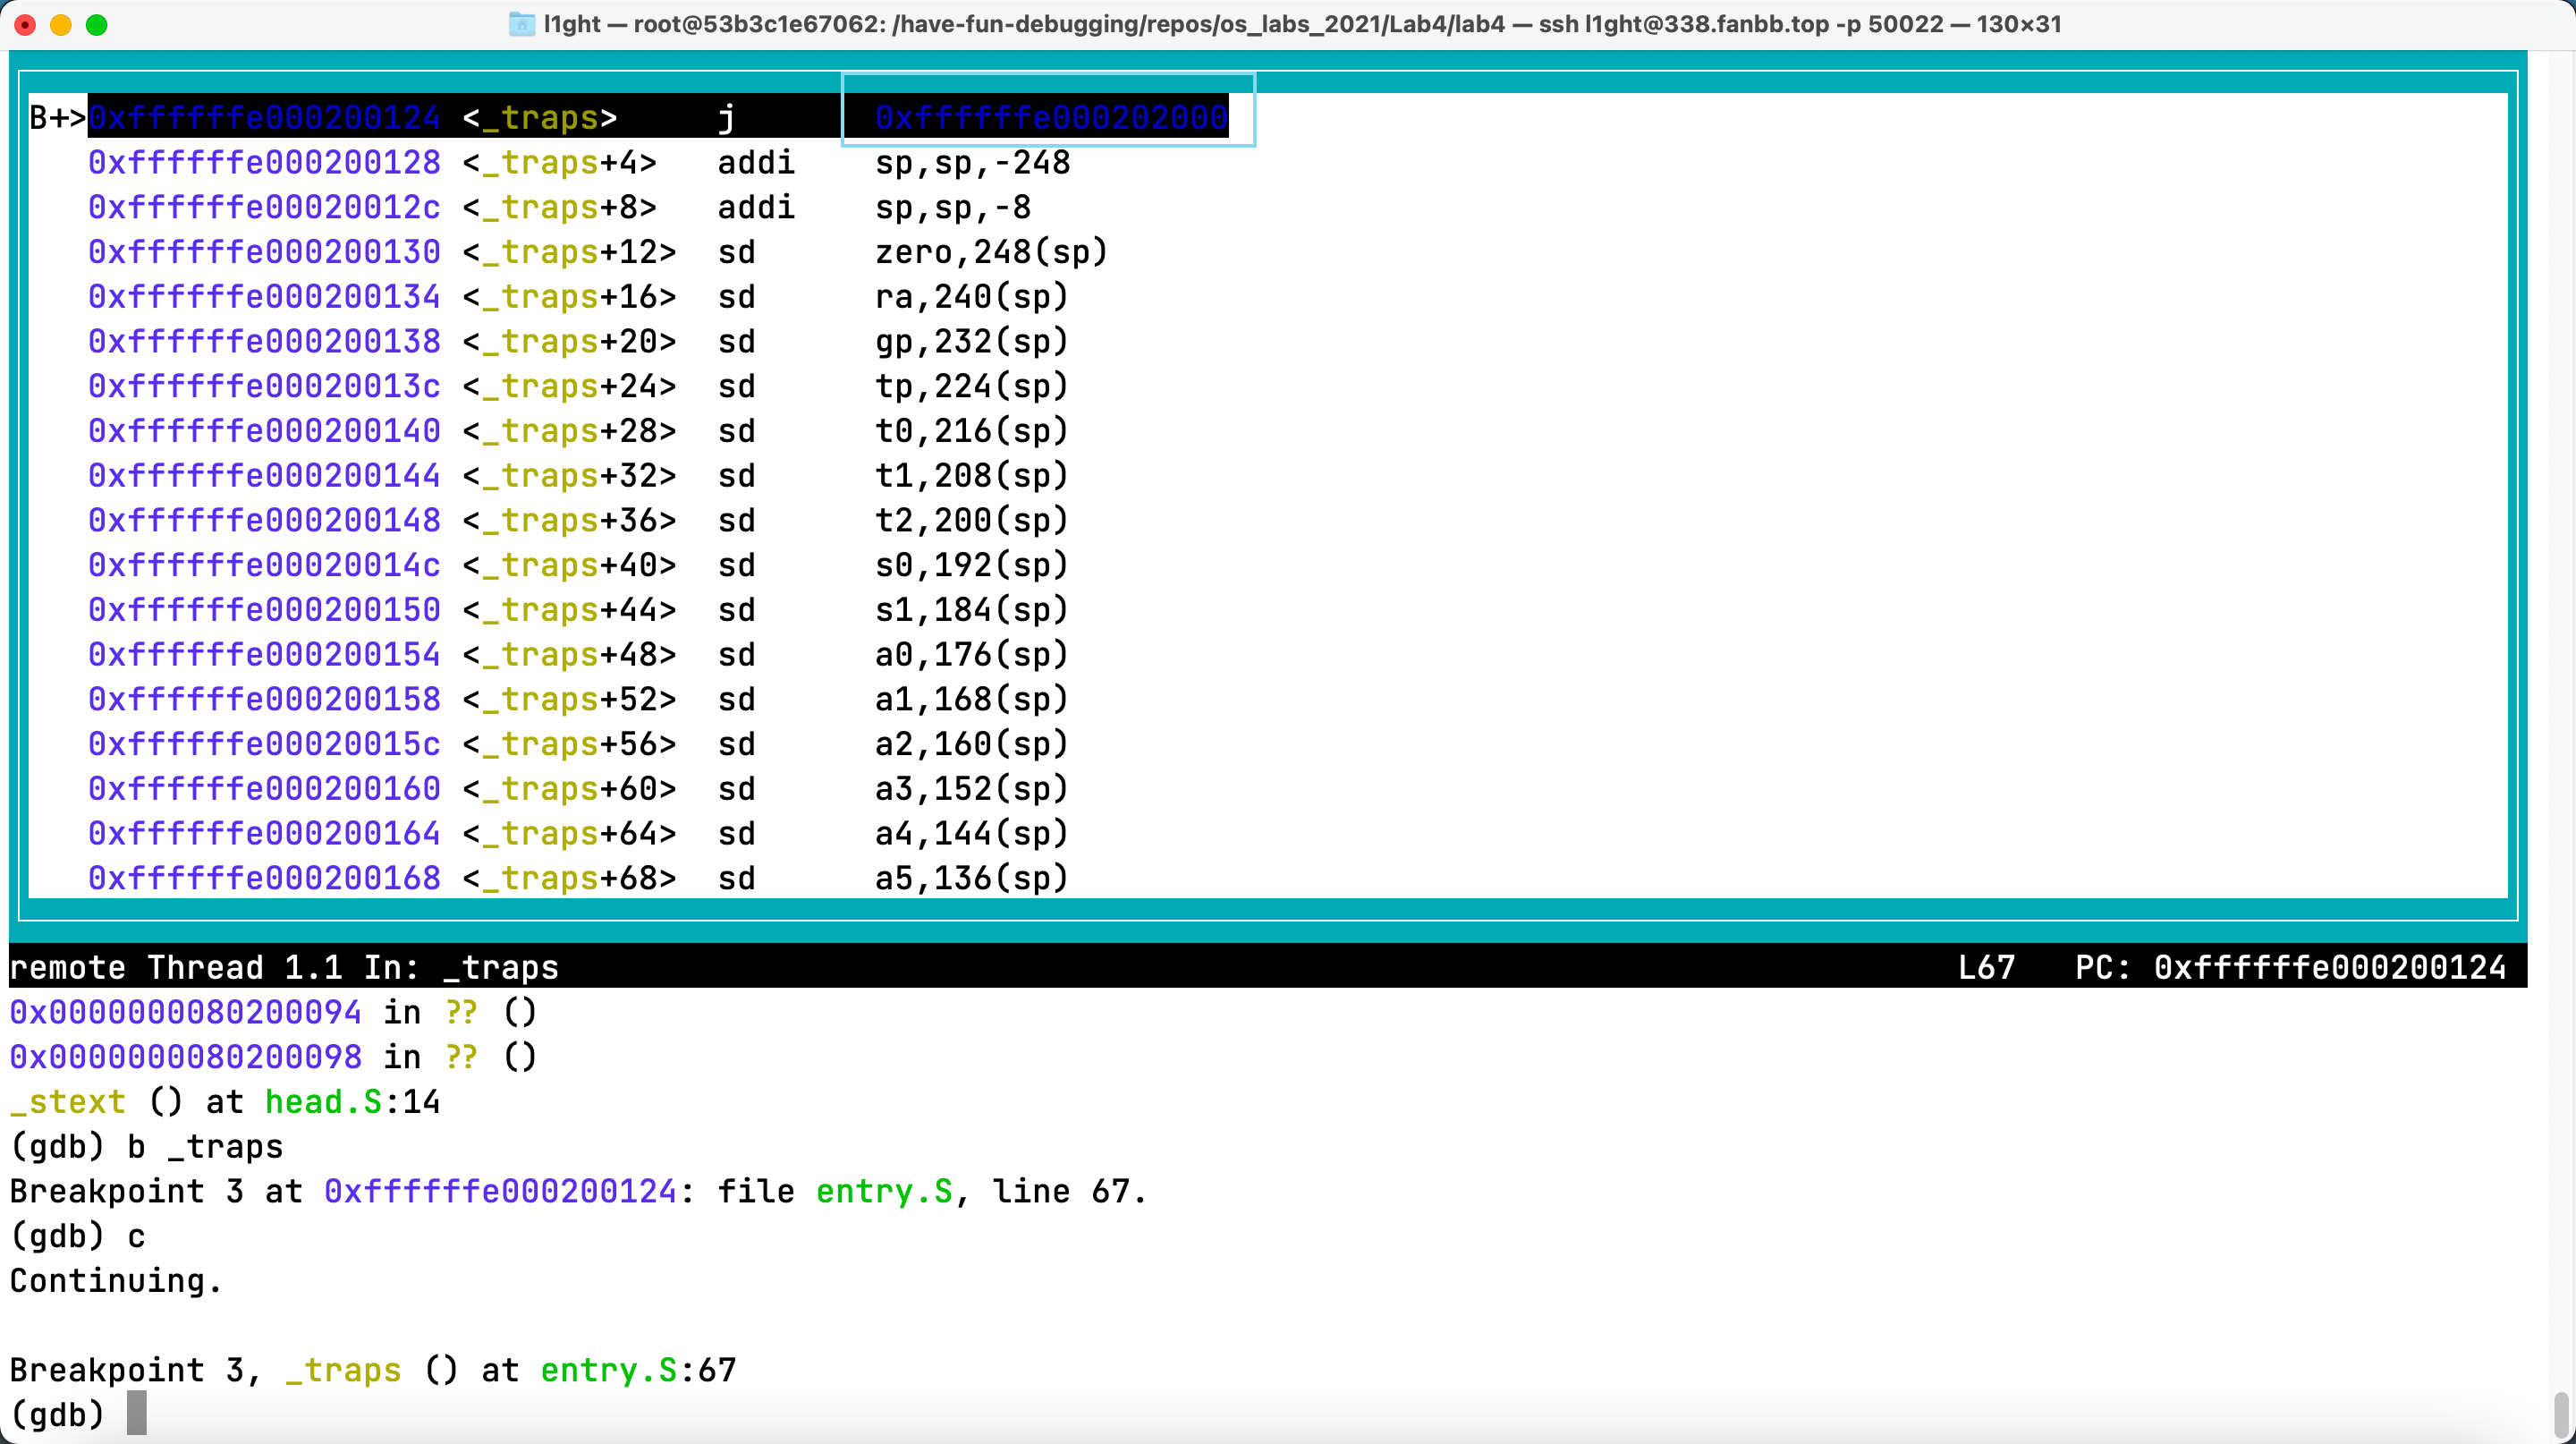 l1ght — root@53b3c1e67062: /have-fun-debugging/repos/os_labs_2021/Lab4/lab4 — ssh l1ght@338.fanbb.top -p 50022 — 130×31
B+>0xffffffe000200124 <_traps> j 0xffffffe000202000
0xffffffe000200128 <_traps+4> addi sp,sp,-248
0xffffffe00020012c <_traps+8> addi sp,sp,-8
0xffffffe000200130 <_traps+12> sd zero,248(sp)
0xffffffe000200134 <_traps+16> sd ra,240(sp)
0xffffffe000200138 <_traps+20> sd gp,232(sp)
0xffffffe00020013c <_traps+24> sd tp,224(sp)
0xffffffe000200140 <_traps+28> sd t0,216(sp)
0xffffffe000200144 <_traps+32> sd t1,208(sp)
0xffffffe000200148 <_traps+36> sd t2,200(sp)
0xffffffe00020014c <_traps+40> sd s0,192(sp)
0xffffffe000200150 <_traps+44> sd s1,184(sp)
0xffffffe000200154 <_traps+48> sd a0,176(sp)
0xffffffe000200158 <_traps+52> sd a1,168(sp)
0xffffffe00020015c <_traps+56> sd a2,160(sp)
0xffffffe000200160 <_traps+60> sd a3,152(sp)
0xffffffe000200164 <_traps+64> sd a4,144(sp)
0xffffffe000200168 <_traps+68> sd a5,136(sp)
remote Thread 1.1 In: _traps L67 PC: 0xffffffe000200124
0x0000000080200094 in ?? ()
0x0000000080200098 in ?? ()
_stext () at head.S:14
(gdb) b _traps
Breakpoint 3 at 0xffffffe000200124: file entry.S, line 67.
(gdb) c
Continuing.
Breakpoint 3, _traps () at entry.S:67
(gdb)